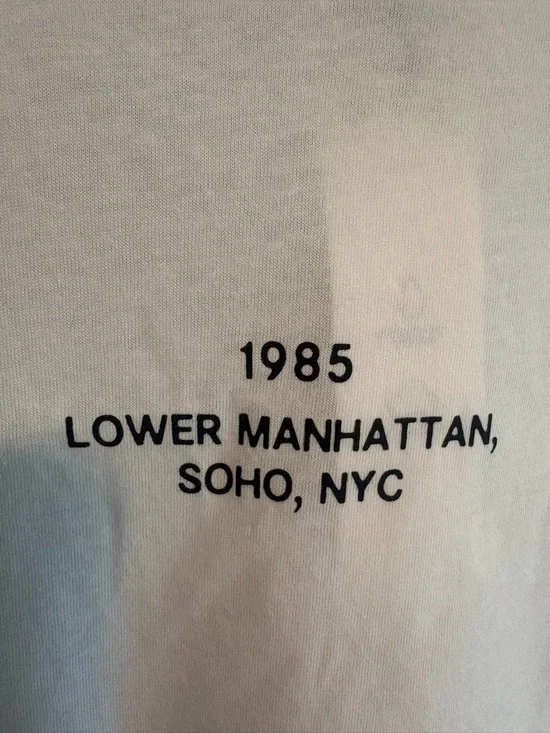 1985
LOWER MANHATTAN,
SOHO, NYC